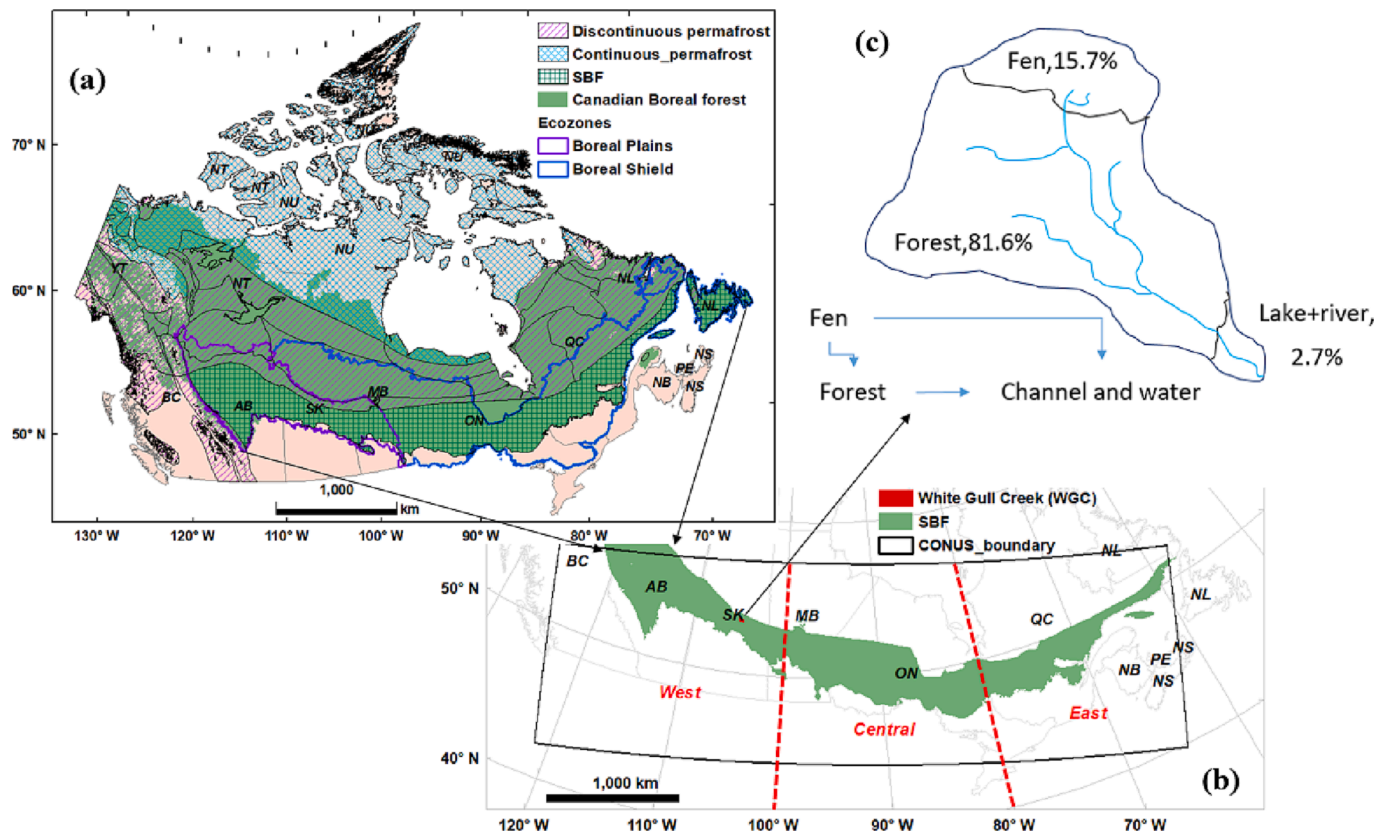 (a)
Discontinuous permafrost
Continuous_permafrost
SBF
Canadian Boreal forest
Ecozones
Boreal Plains
Boreal Shield
70° N
60° N
50° N
NT
NT
NU
NU
NU
YT
NT
NL
NL
QC
BC
AB
SK
MB
ON
NB
PE
NS
NS
1,000
km
130° W
120° W
110° W
100° W
90° W
80° W
70° W
(c)
Fen,15.7%
Forest,81.6%
Lake+river,
2.7%
Fen
Forest
Channel and water
White Gull Creek (WGC)
SBF
CONUS_boundary
50° N
40° N
BC
AB
SK
MB
ON
QC
NL
NL
NB
PE
NS
NS
West
Central
East
1,000 km
(b)
120° W
110° W
100° W
90° W
80° W
70° W